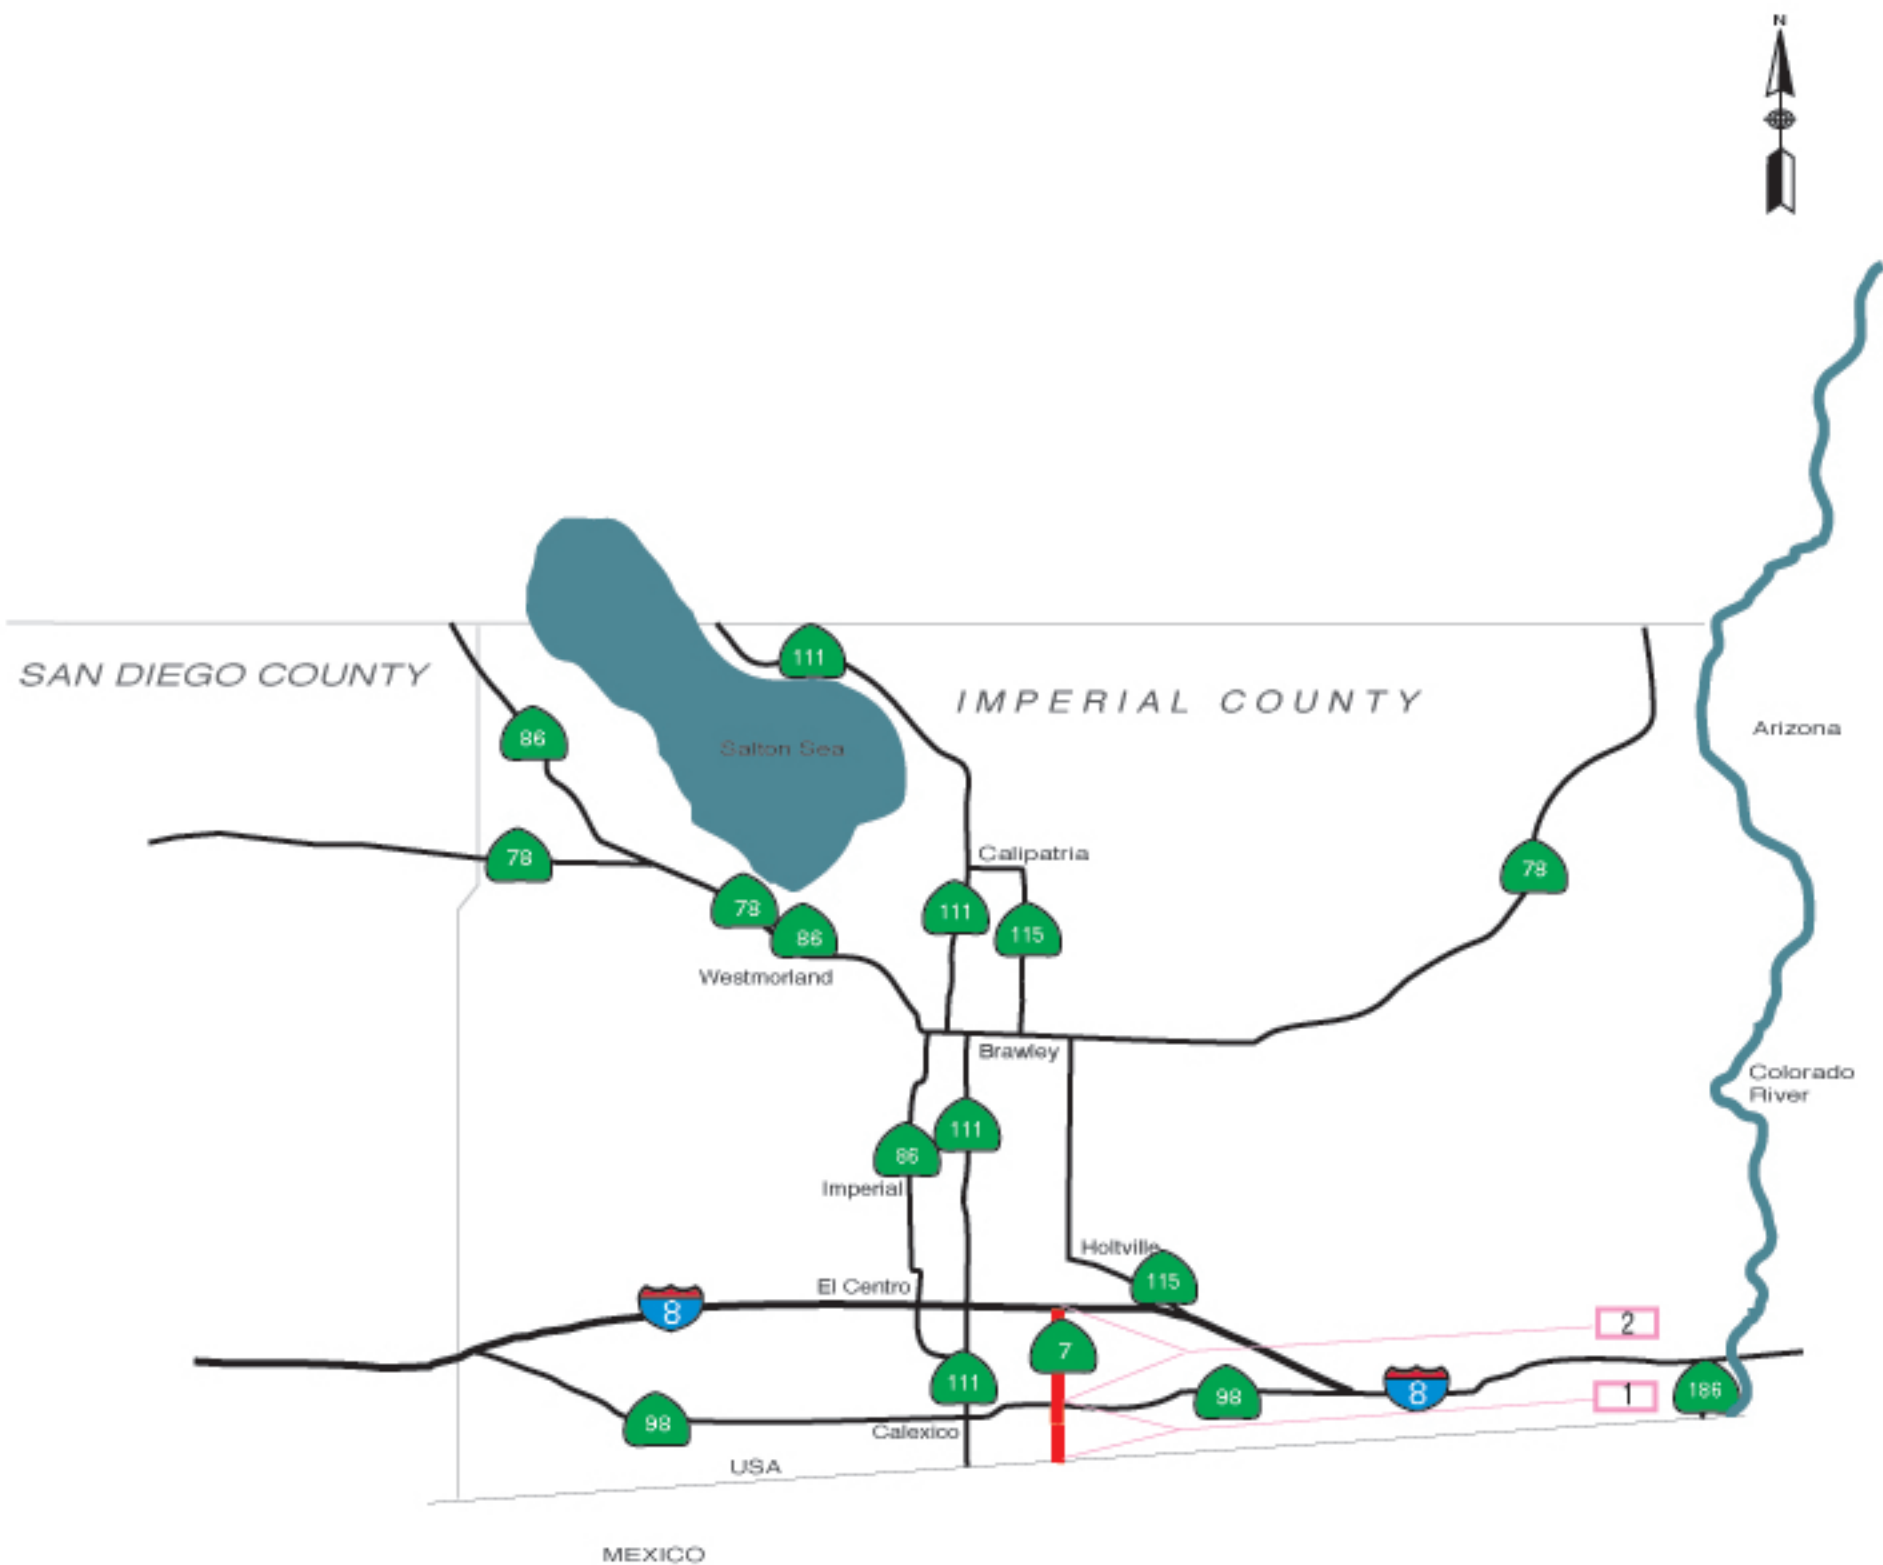 N
111
SAN DIEGO COUNTY
IMPERIAL COUNTY
86
Arizona
Salton Sea
Calipatria
78
78
78
111
86
115
Westmorland
Brawley
Colorado
River
111
86
Imperial
Holtville
115
El Centro
8
2
7
111
98
8
186
1
98
Calexico
USA
MEXICO